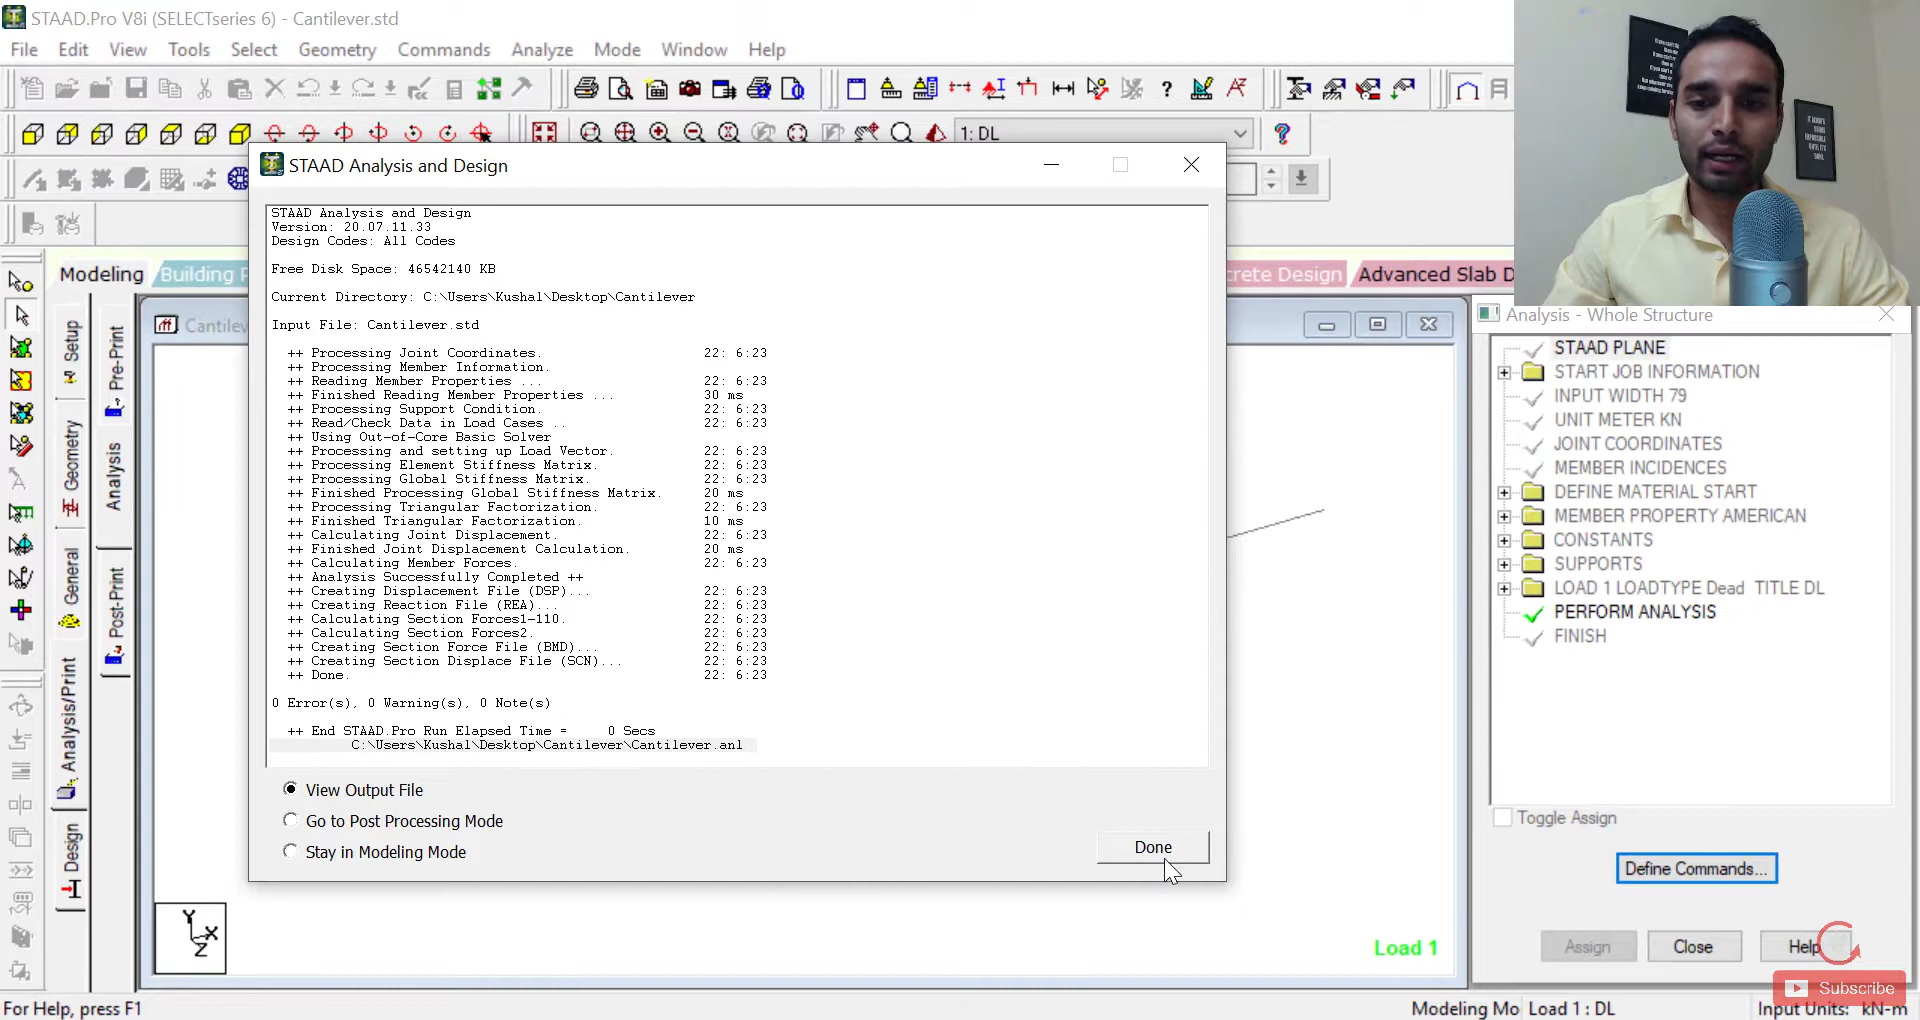 STAAD.Pro V8i (SELECTseries 6) - Cantilever.std
File Edit View Tools Select Geometry Commands Analyze Mode Window Help
1: DL
STAAD Analysis and Design
STAAD Analysis and Design
Version: 20.07.11.33
Design Codes: All Codes
Free Disk Space: 46542140 KB
Current Directory: C:\Users\Kushal\Desktop\Cantilever
Input File: Cantilever.std
++ Processing Joint Coordinates. 22: 6:23
++ Processing Member Information.
++ Reading Member Properties ... 22: 6:23
++ Finished Reading Member Properties ... 30 ms
++ Processing Support Condition. 22: 6:23
++ Read/Check Data in Load Cases .. 22: 6:23
++ Using Out-of-Core Basic Solver
++ Processing and setting up Load Vector. 22: 6:23
++ Processing Element Stiffness Matrix. 22: 6:23
++ Processing Global Stiffness Matrix. 22: 6:23
++ Finished Processing Global Stiffness Matrix. 20 ms
++ Processing Triangular Factorization. 22: 6:23
++ Finished Triangular Factorization. 10 ms
++ Calculating Joint Displacement. 22: 6:23
++ Finished Joint Displacement Calculation. 20 ms
++ Calculating Member Forces. 22: 6:23
++ Analysis Successfully Completed ++
++ Creating Displacement File (DSP)... 22: 6:23
++ Creating Reaction File (REA)... 22: 6:23
++ Calculating Section Forces1-110. 22: 6:23
++ Calculating Section Forces2. 22: 6:23
++ Creating Section Force File (BMD)... 22: 6:23
++ Creating Section Displace File (SCN)... 22: 6:23
++ Done. 22: 6:23
0 Error(s), 0 Warning(s), 0 Note(s)
++ End STAAD.Pro Run Elapsed Time = 0 Secs
C:\Users\Kushal\Desktop\Cantilever\Cantilever.anl
View Output File
Go to Post Processing Mode
Stay in Modeling Mode
Done
Modeling Building P
crete Design Advanced Slab D
Setup
Geometry
General
Analysis/Print
Design
Pre-Print
Analysis
Post-Print
Cantilev
Y
X
Z
Load 1
Analysis - Whole Structure
STAAD PLANE
START JOB INFORMATION
INPUT WIDTH 79
UNIT METER KN
JOINT COORDINATES
MEMBER INCIDENCES
DEFINE MATERIAL START
MEMBER PROPERTY AMERICAN
CONSTANTS
SUPPORTS
LOAD 1 LOADTYPE Dead TITLE DL
PERFORM ANALYSIS
FINISH
Toggle Assign
Define Commands...
Assign Close Help
Subscribe
For Help, press F1
Modeling Mo Load 1 : DL Input Units: kN-m